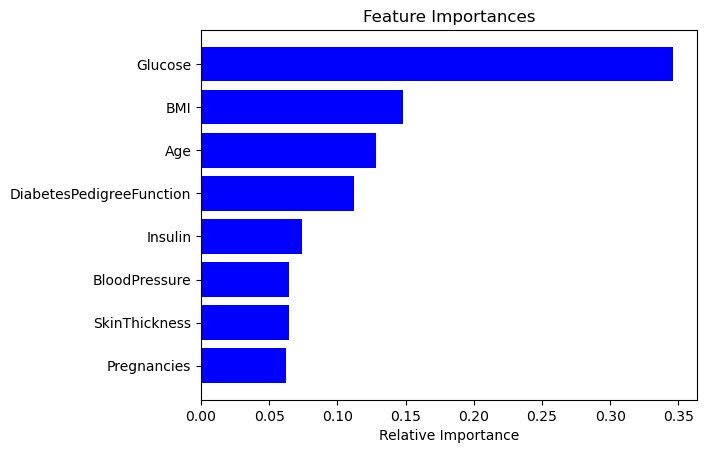 Feature Importances
Glucose
BMI
Age
DiabetesPedigreeFunction
Insulin
BloodPressure
SkinThickness
Pregnancies
0.00 0.05 0.10 0.15 0.20 0.25 0.30 0.35
Relative Importance